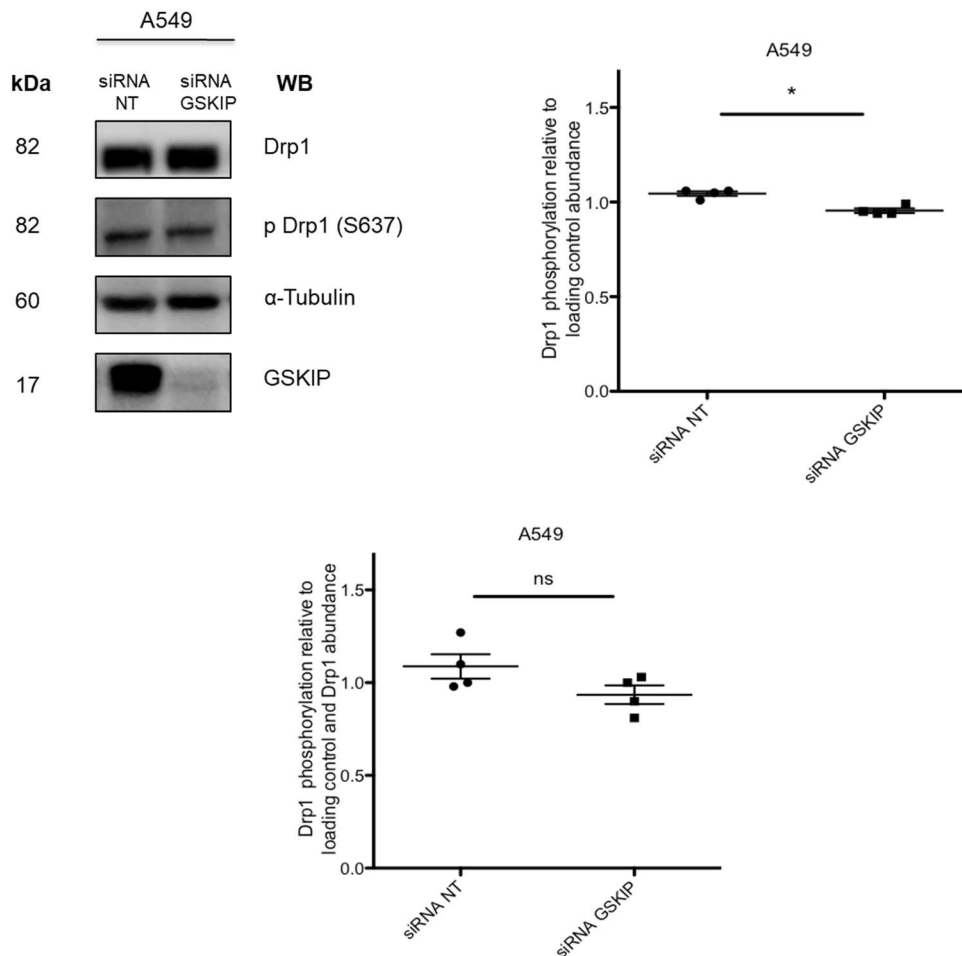 A549
kDa
siRNA
NT
siRNA
GSKIP
WB
82
Drp1
82
p Drp1 (S637)
60
α-Tubulin
17
GSKIP
A549
Drp1 phosphorylation relative to
loading control abundance
1.5
1.0
0.5
0.0
*
siRNA NT
siRNA GSKIP
A549
Drp1 phosphorylation relative to
loading control and Drp1 abundance
1.5
1.0
0.5
0.0
ns
siRNA NT
siRNA GSKIP